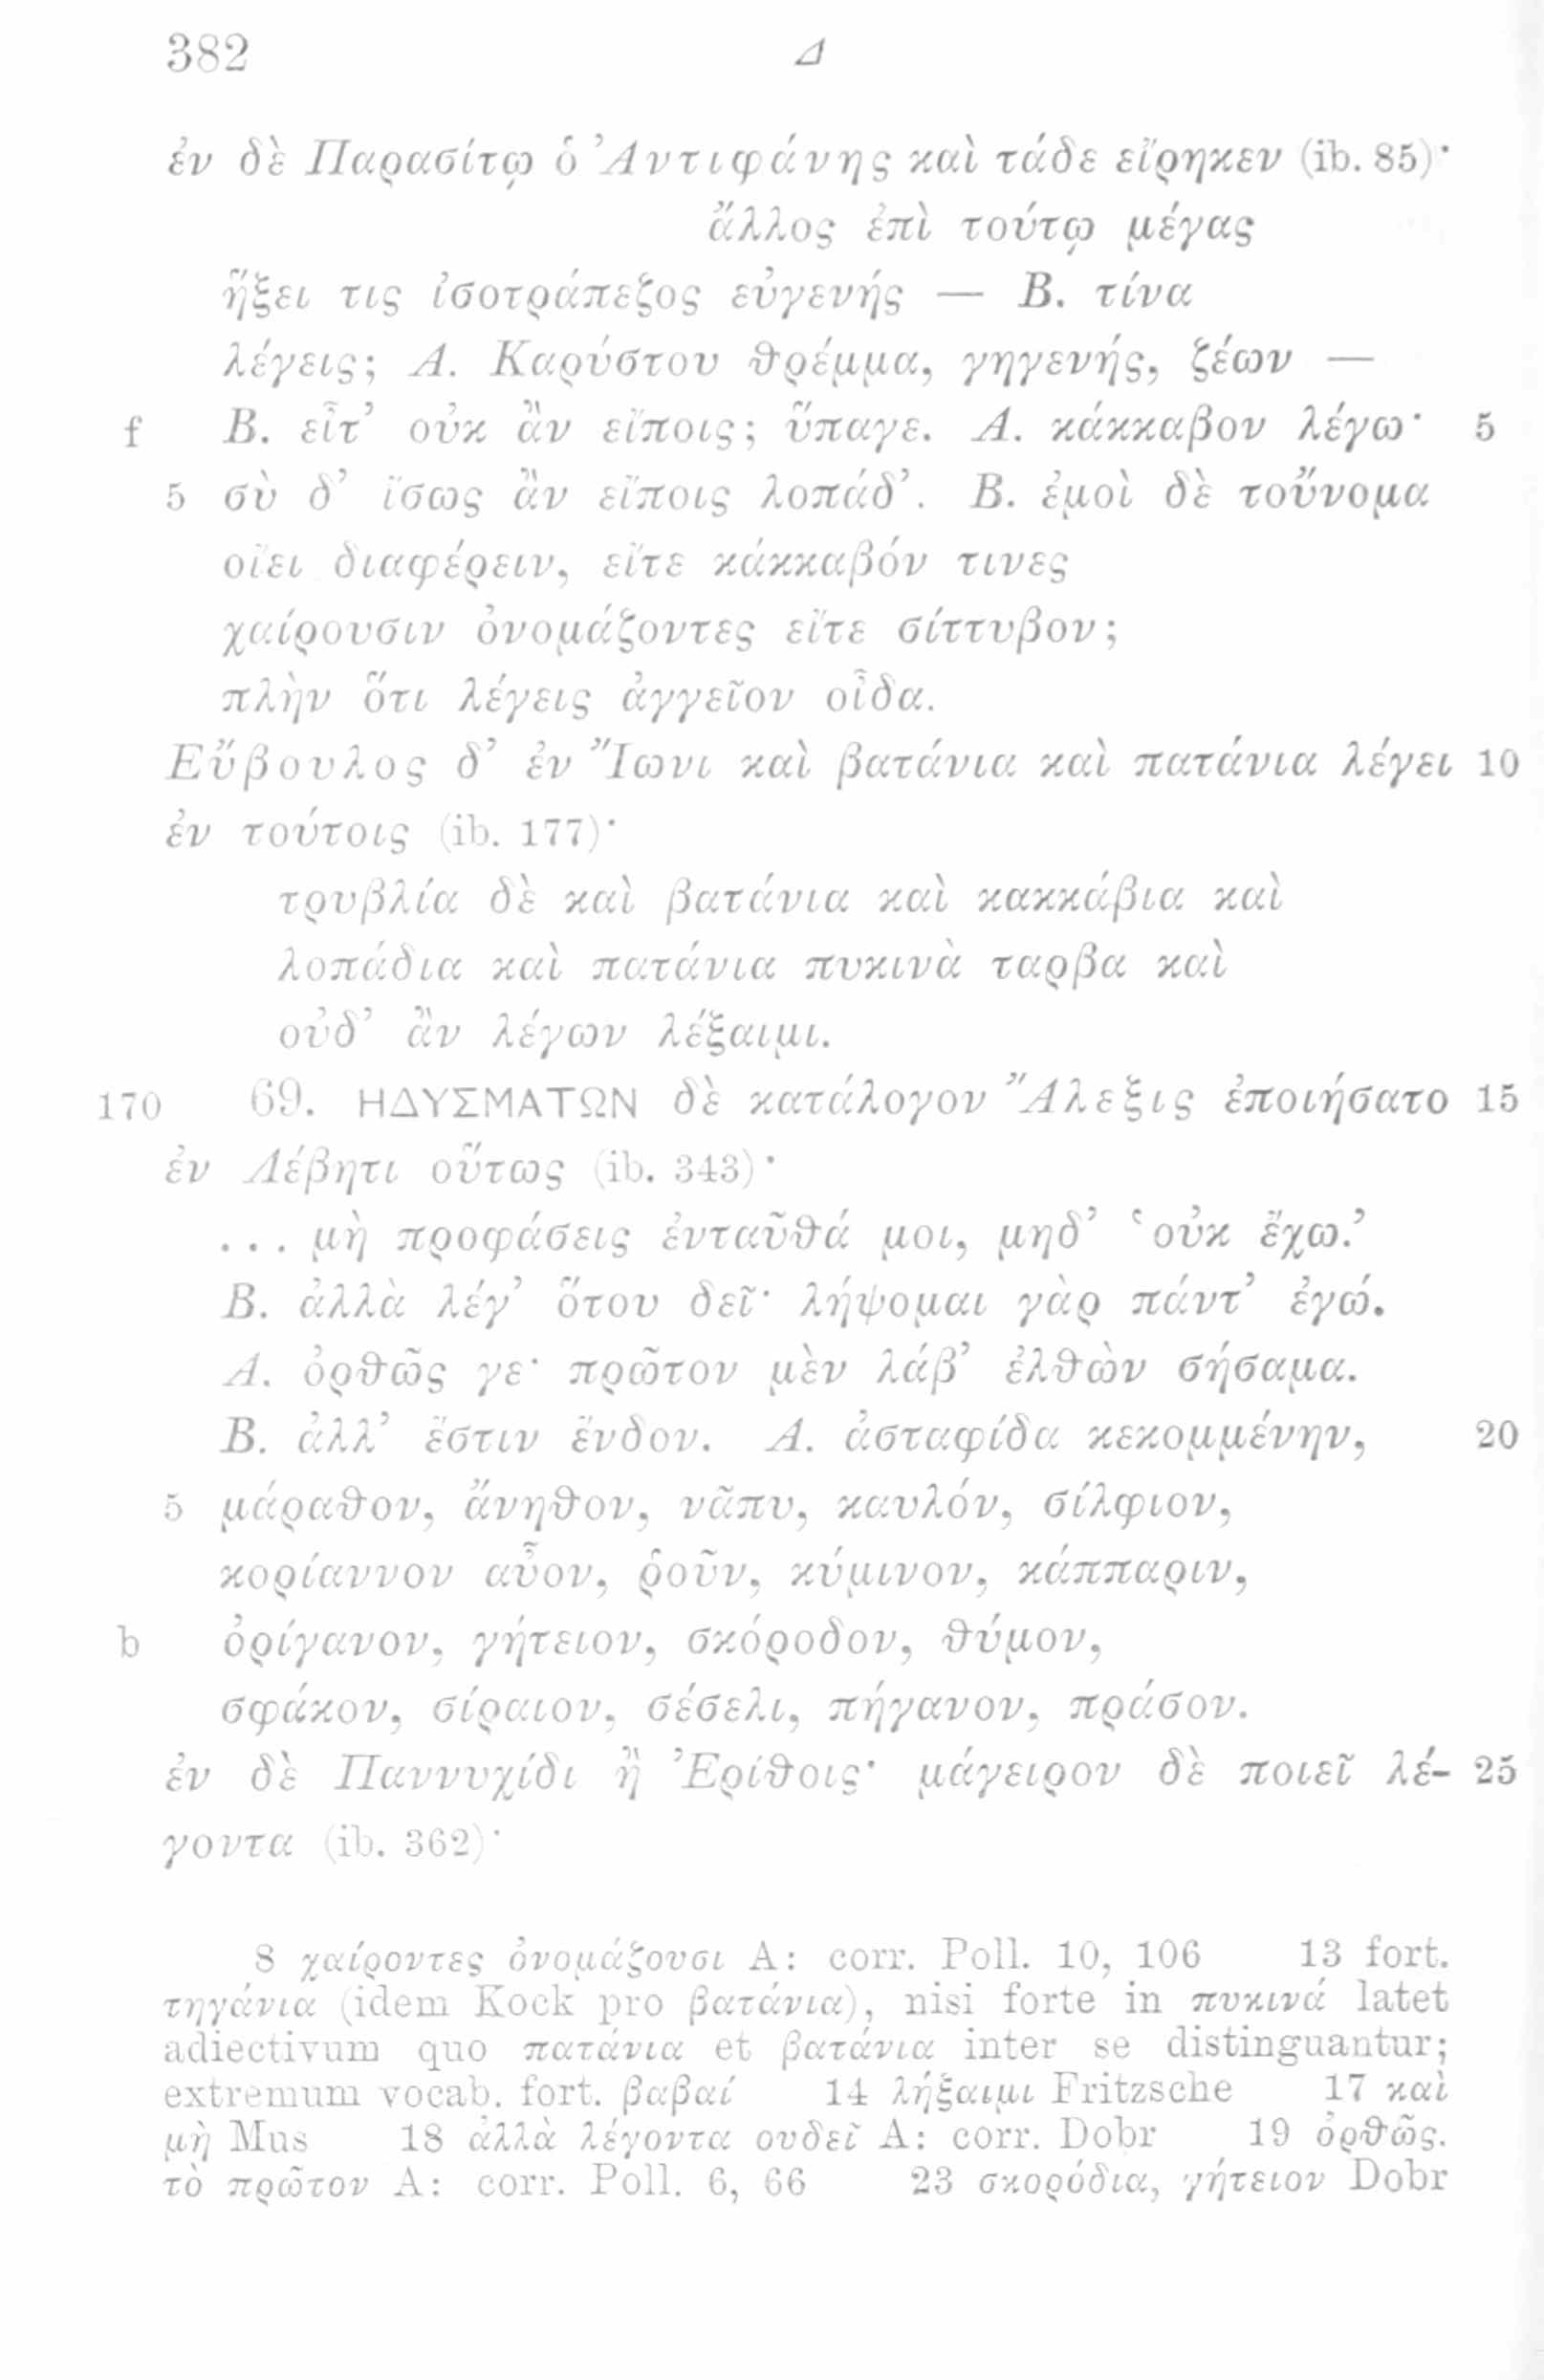 382 Δ
ἐν δὲ Παρασίτῳ ὁ Ἀντιφάνης καὶ τάδε εἴρηκεν (ib. 85)·
ἄλλος ἐπὶ τούτῳ μέγας
ἥξει τις ἰσοτράπεζος εὐγενής — Β. τίνα
λέγεις; Α. Καρύστου θρέμμα, γηγενής, ζέων —
f Β. εἶτ’ οὐκ ἂν εἴποις; ὕπαγε. Α. κάκκαβον λέγω· 5
5 σὺ δ’ ἴσως ἂν εἴποις λοπάδ’. Β. ἐμοὶ δὲ τοὔνομα
οἴει διαφέρειν, εἴτε κάκκαβόν τινες
χαίρουσιν ὀνομάζοντες εἴτε σίττυβον;
πλὴν ὅτι λέγεις ἀγγεῖον οἶδα.
Εὔβουλος δ’ ἐν Ἴωνι καὶ βατάνια καὶ πατάνια λέγει 10
ἐν τούτοις (ib. 177)·
τρυβλία δὲ καὶ βατάνια καὶ κακκάβια καὶ
λοπάδια καὶ πατάνια πυκινὰ ταρβα καὶ
οὐδ’ ἂν λέγων λέξαιμι.
170 69. ΗΔΥΣΜΑΤΩΝ δὲ κατάλογον Ἄλεξις ἐποιήσατο 15
ἐν Λέβητι οὕτως (ib. 343)·
... μὴ προφάσεις ἐνταῦθά μοι, μηδ’ ‘οὐκ ἔχω.’
Β. ἀλλὰ λέγ’ ὅτου δεῖ· λήψομαι γὰρ πάντ’ ἐγώ.
Α. ὀρθῶς γε· πρῶτον μὲν λάβ’ ἐλθὼν σήσαμα.
Β. ἀλλ’ ἔστιν ἔνδον. Α. ἀσταφίδα κεκομμένην, 20
5 μάραθον, ἄνηθον, νᾶπυ, καυλόν, σίλφιον,
κορίαννον αὖον, ῥοῦν, κύμινον, κάππαριν,
b ὀρίγανον, γήτειον, σκόροδον, θύμον,
σφάκον, σίραιον, σέσελι, πήγανον, πράσον.
ἐν δὲ Παννυχίδι ἢ Ἐρίθοις· μάγειρον δὲ ποιεῖ λέ- 25
γοντα (ib. 362)·
8 χαίροντες ὀνομάζουσι A: corr. Poll. 10, 106 13 fort.
τηγάνια (idem Kock pro βατάνια), nisi forte in πυκινά latet
adiectivum quo πατάνια et βατάνια inter se distinguantur;
extremum vocab. fort. βαβαί 14 λήξαιμι Fritzsche 17 καὶ
μὴ Mus 18 ἀλλὰ λέγοντα ουδεῖ A: corr. Dobr 19 ὀρθῶς.
τὸ πρῶτον A: corr. Poll. 6, 66 23 σκορόδια, γήτειον Dobr